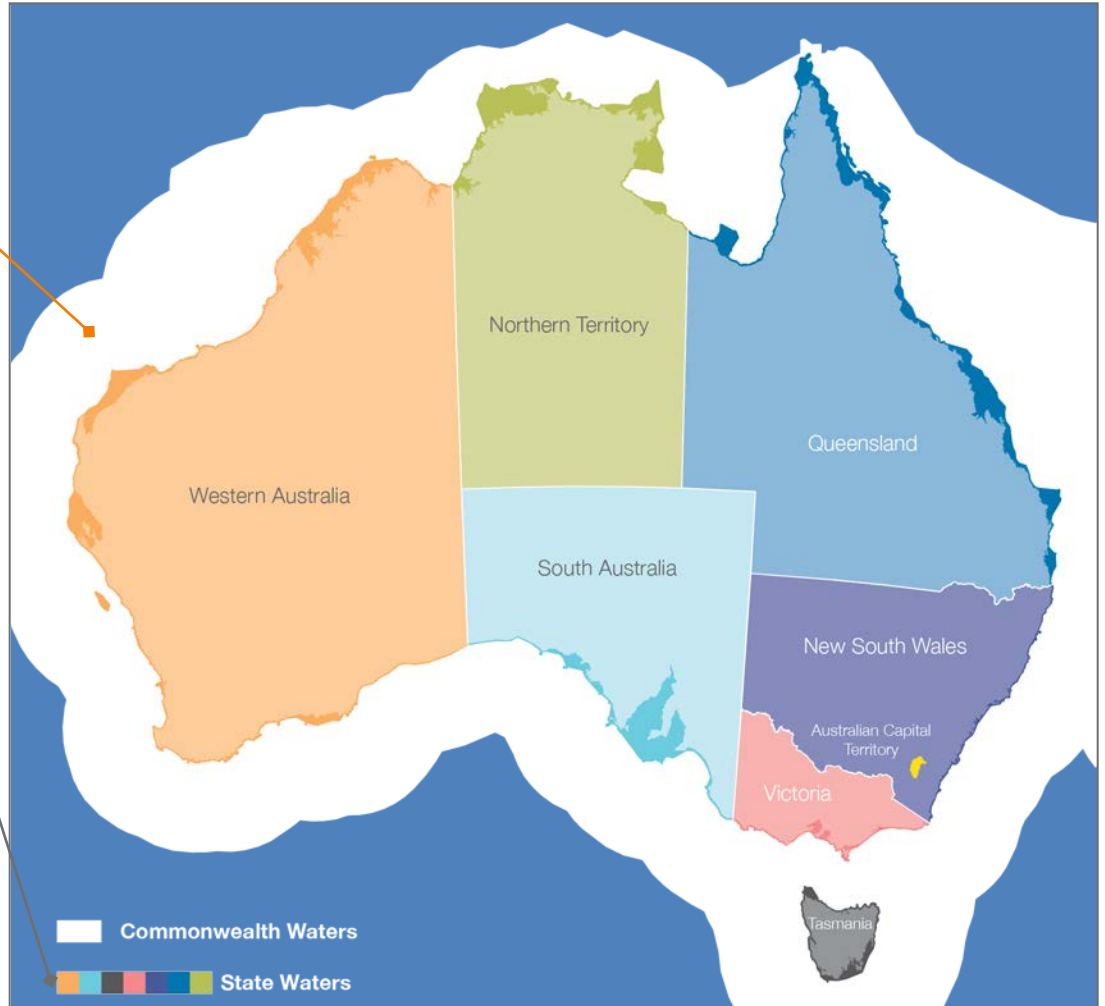 Northern Territory
Queensland
Western Australia
South Australia
New South Wales
Australian Capital
Territory
Victoria
Tasmania
Commonwealth Waters
State Waters